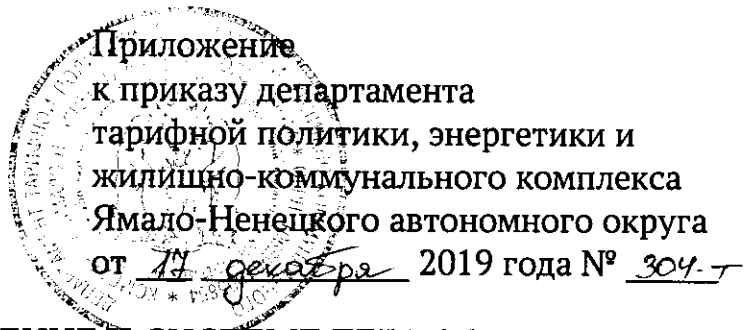 Приложение
к приказу департамента
тарифной политики, энергетики и
жилищно-коммунального комплекса
Ямало-Ненецкого автономного округа
от 17 декабря 2019 года № 304-т